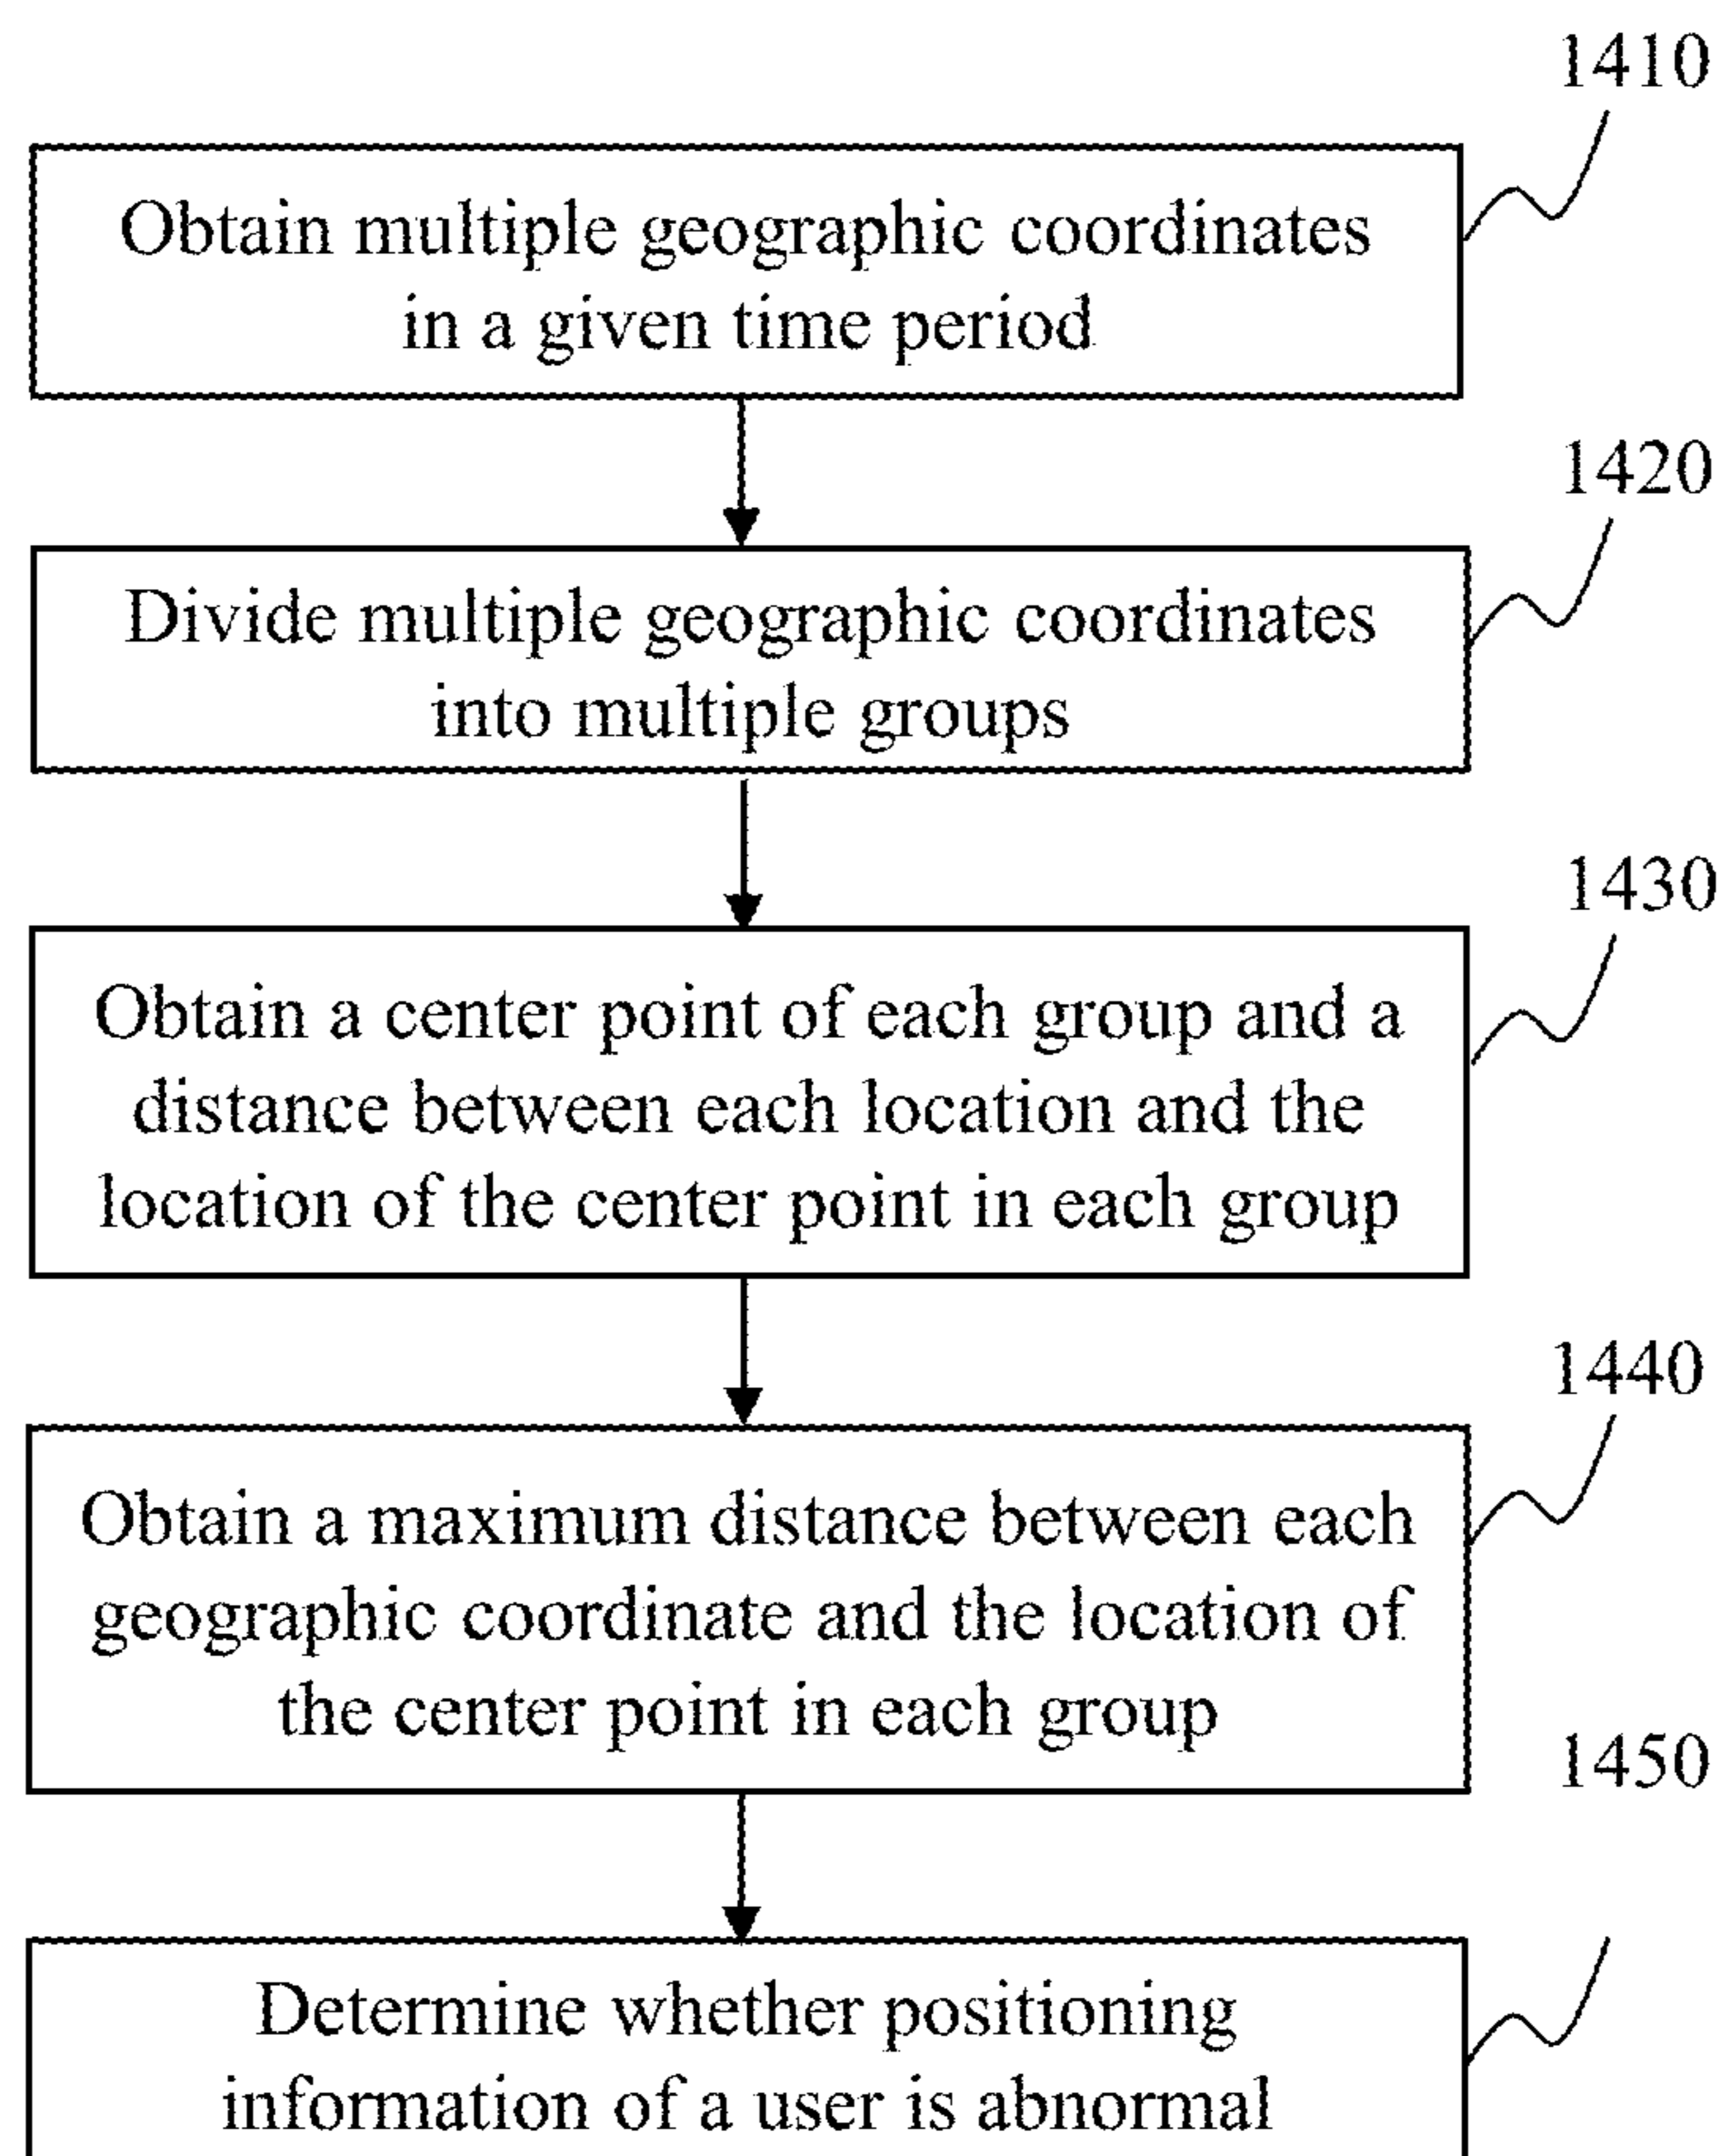 1410
Obtain multiple geographic coordinates
in a given time period
1420
Divide multiple geographic coordinates
into multiple groups
1430
Obtain a center point of each group and a
distance between each location and the
location of the center point in each group
1440
Obtain a maximum distance between each
geographic coordinate and the location of
the center point in each group
1450
Determine whether positioning
information of a user is abnormal